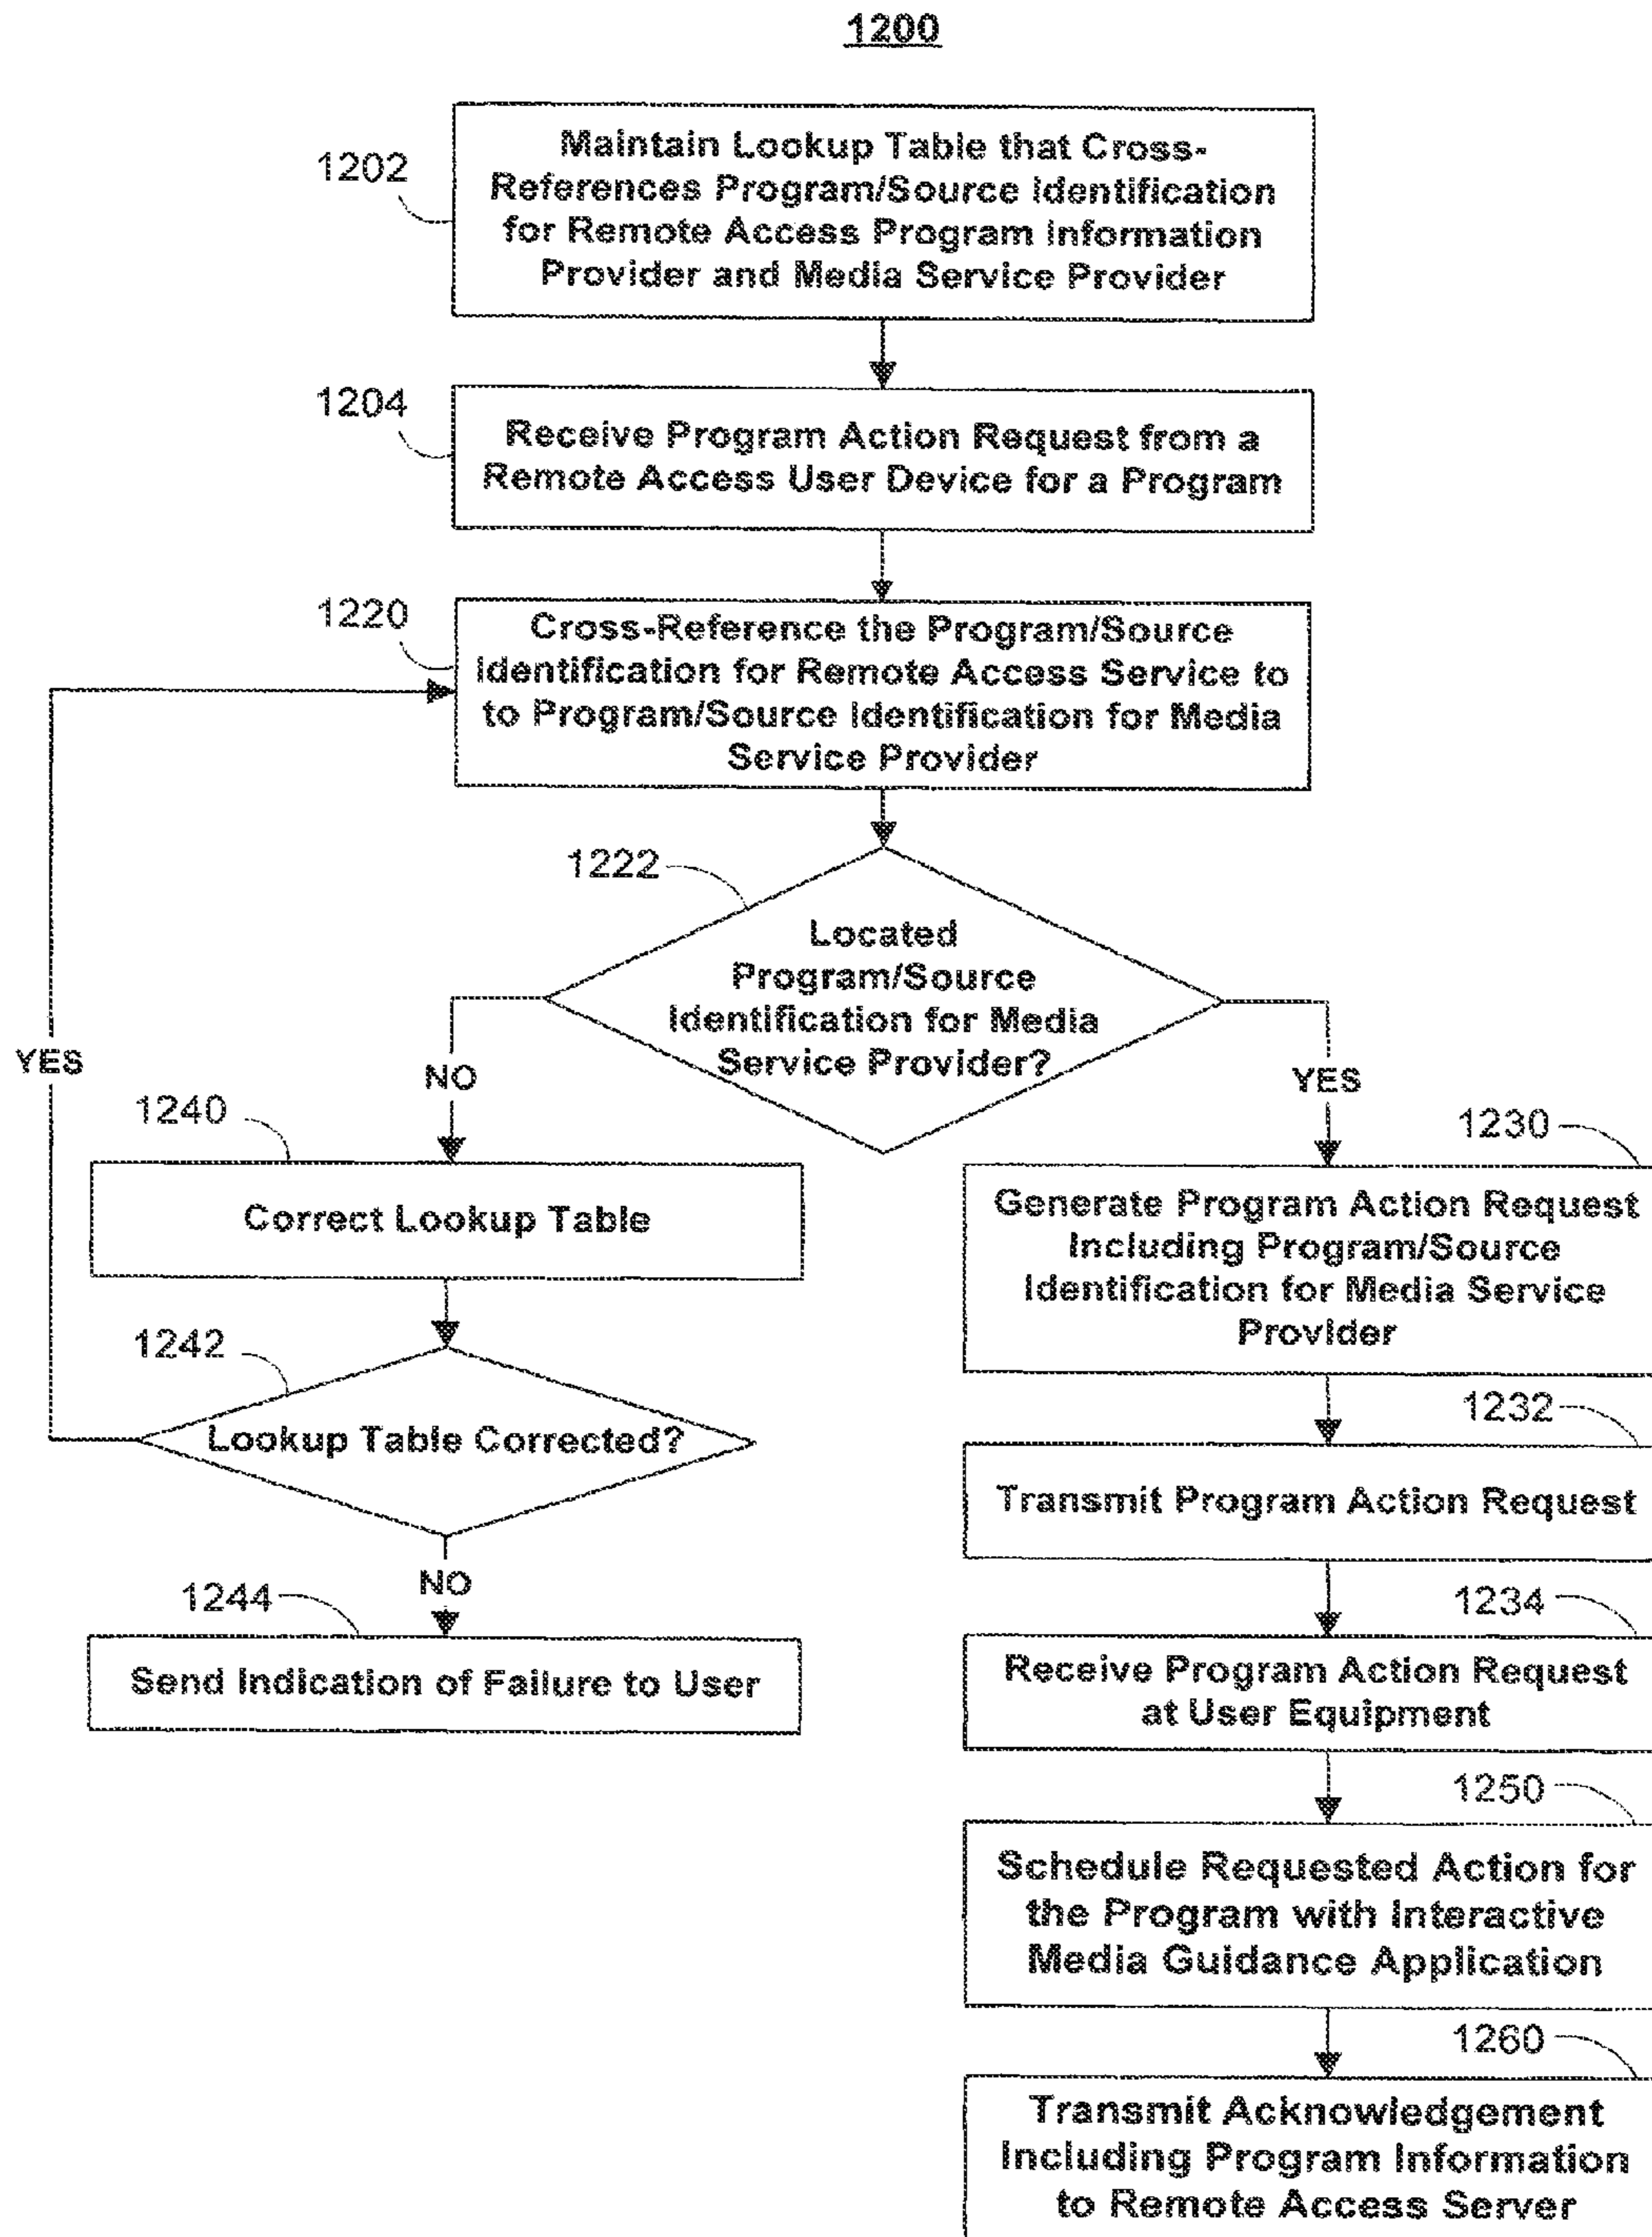 1200
1202
Maintain Lookup Table that Cross-
References Program/Source Identification
for Remote Access Program Information
Provider and Media Service Provider
1204
Receive Program Action Request from a
Remote Access User Device for a Program
1220
Cross-Reference the Program/Source
Identification for Remote Access Service to
to Program/Source Identification for Media
Service Provider
1222
Located
Program/Source
Identification for Media
Service Provider?
YES
NO
YES
1240
Correct Lookup Table
1242
Lookup Table Corrected?
NO
1244
Send Indication of Failure to User
1230
Generate Program Action Request
Including Program/Source
Identification for Media Service
Provider
1232
Transmit Program Action Request
1234
Receive Program Action Request
at User Equipment
1250
Schedule Requested Action for
the Program with Interactive
Media Guidance Application
1260
Transmit Acknowledgement
Including Program Information
to Remote Access Server